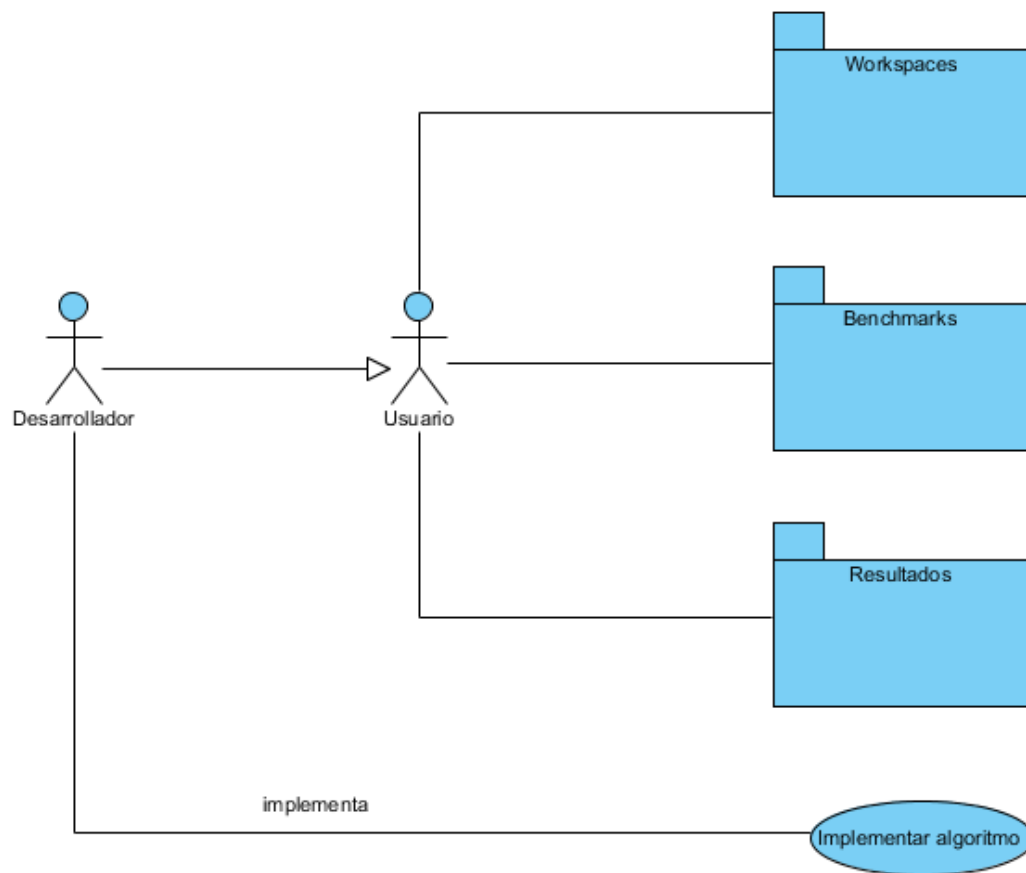 Workspaces
Benchmarks
Desarrollador
Usuario
Resultados
implementa
Implementar algoritmo